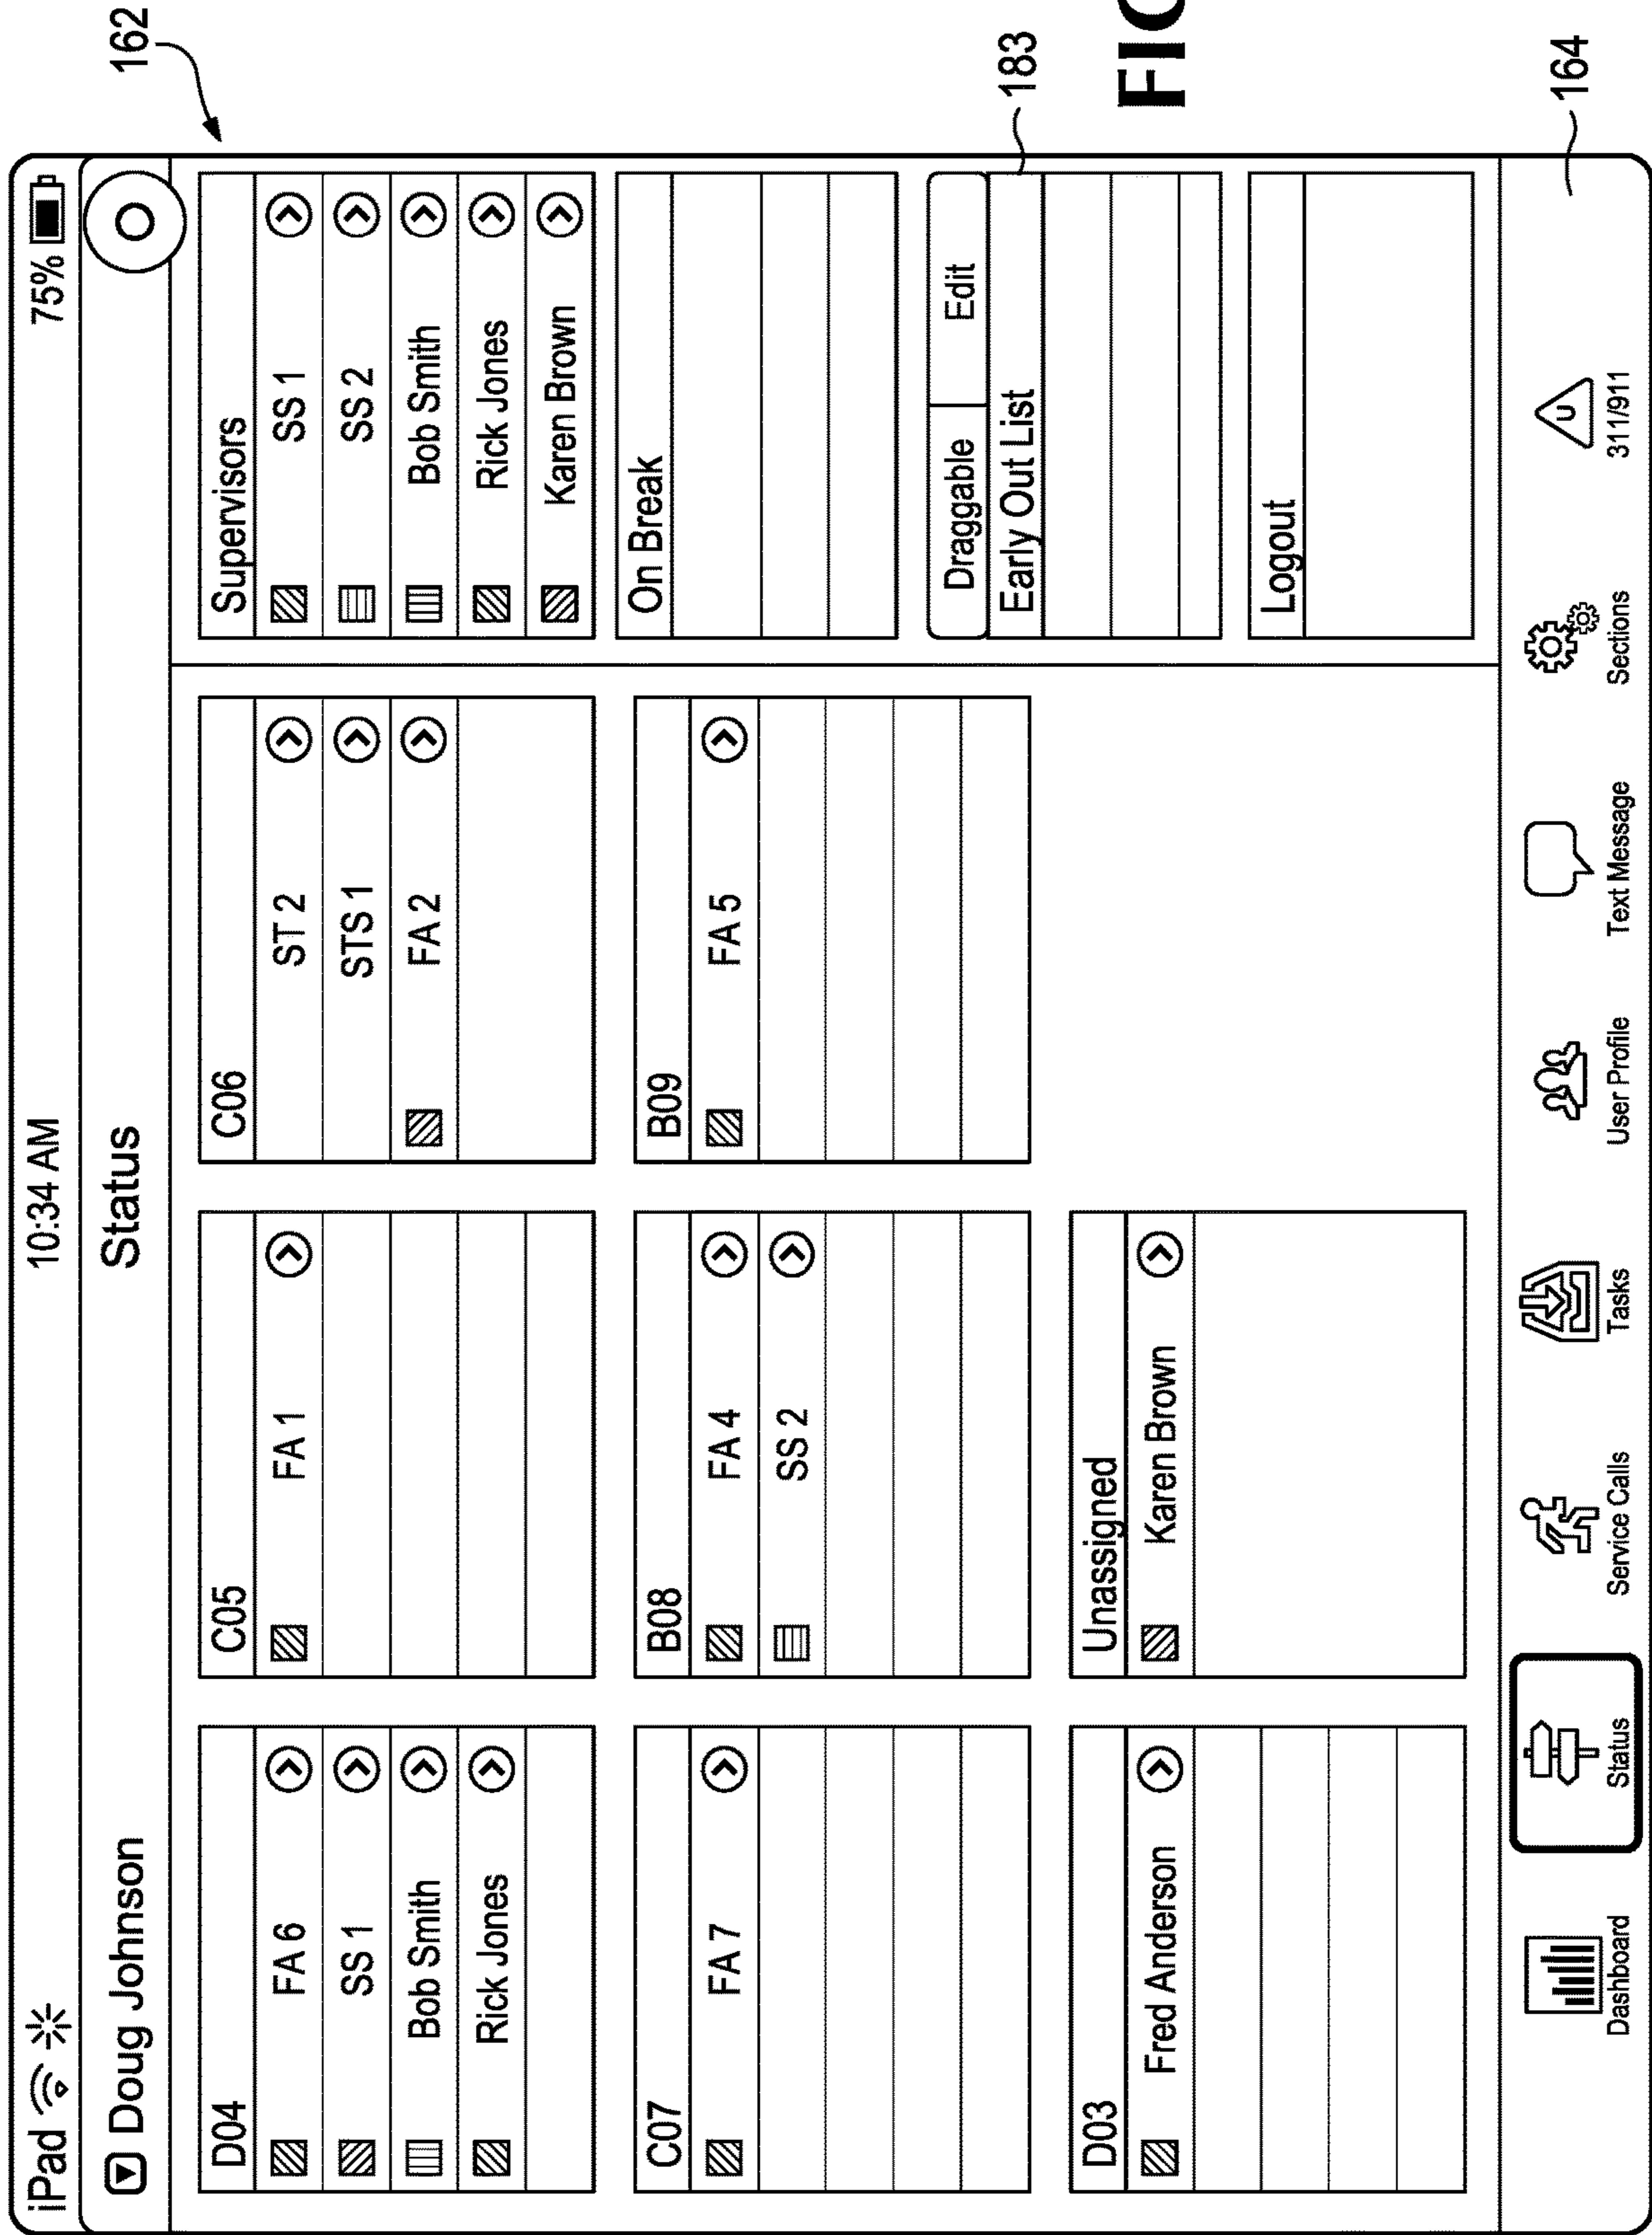 iPad 10:34 AM 75%
Doug Johnson Status
162
D04
FA 6
SS 1
Bob Smith
Rick Jones
C05
FA 1
C06
ST 2
STS 1
FA 2
Supervisors
SS 1
SS 2
Bob Smith
Rick Jones
Karen Brown
On Break
C07
FA 7
B08
FA 4
SS 2
B09
FA 5
Draggable Edit
Early Out List
183
D03
Fred Anderson
Unassigned
Karen Brown
Logout
Dashboard
Status
Service Calls
Tasks
User Profile
Text Message
Sections
U
311/911
164